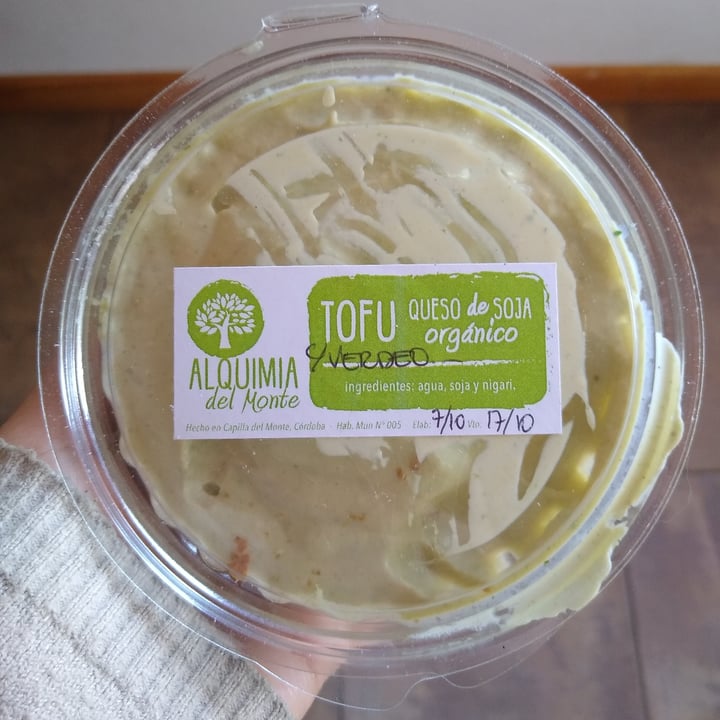 ALQUIMIA
del Monte
TOFU QUESO de SOJA
orgánico
C/ VERDEO
ingredientes: agua, soja y nigari.
Hecho en Capilla del Monte, Córdoba - Hab. Mun N° 005 Elab: 7/10 Vto: 17/10